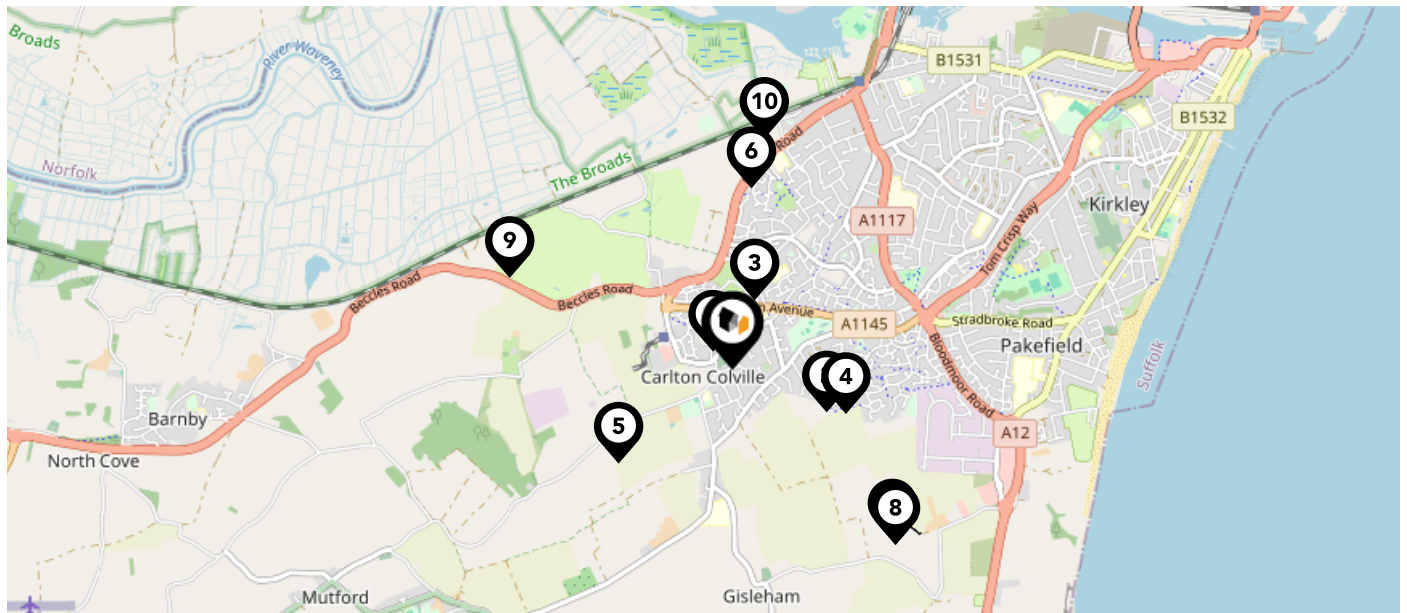 Broads
River Waveney
B1531
10
B1532
Road
6
The Broads
Norfolk
Kirkley
A1117
9
3
Tom Crisp Way
Beccles Road
Beccles Road
n Avenue
A1145
Stradbroke Road
Pakefield
Suffolk
Carlton Colville
4
Bloodmoor Road
Barnby
5
A12
North Cove
8
Mutford
Gisleham